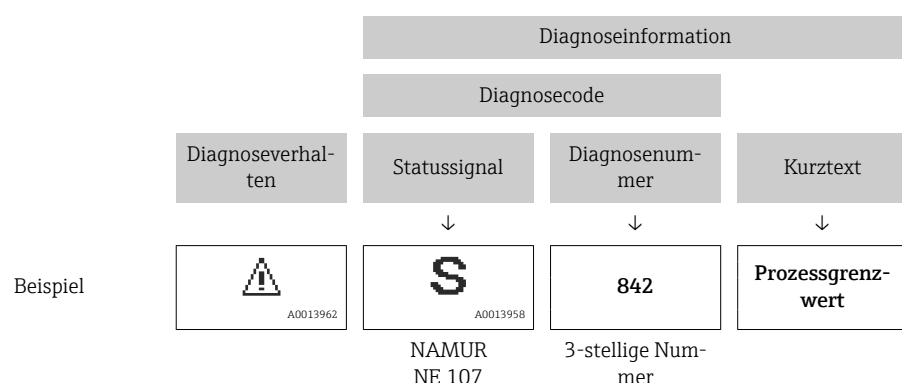 Diagnoseinformation
Diagnosecode
Diagnoseverhal-
ten
Statussignal
Diagnosenum-
mer
Kurztext
↓ ↓ ↓
Beispiel
A0013962
S
A0013958
842
Prozessgrenz-
wert
NAMUR
NE 107
3-stellige Num-
mer